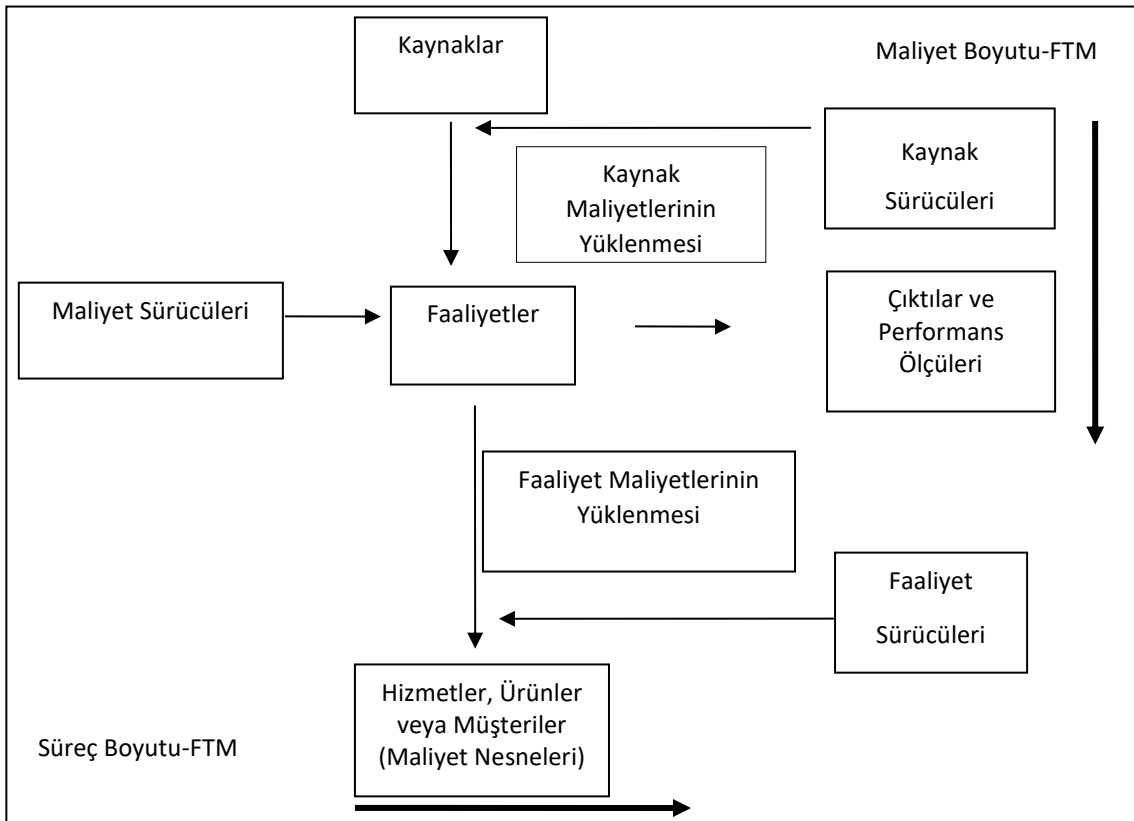 Kaynaklar
Maliyet Boyutu-FTM
Kaynak
Sürücüleri
Kaynak
Maliyetlerinin
Yüklenmesi
Maliyet Sürücüleri
Faaliyetler
Çıktılar ve
Performans
Ölçüleri
Faaliyet Maliyetlerinin
Yüklenmesi
Faaliyet
Sürücüleri
Hizmetler, Ürünler
veya Müşteriler
(Maliyet Nesneleri)
Süreç Boyutu-FTM